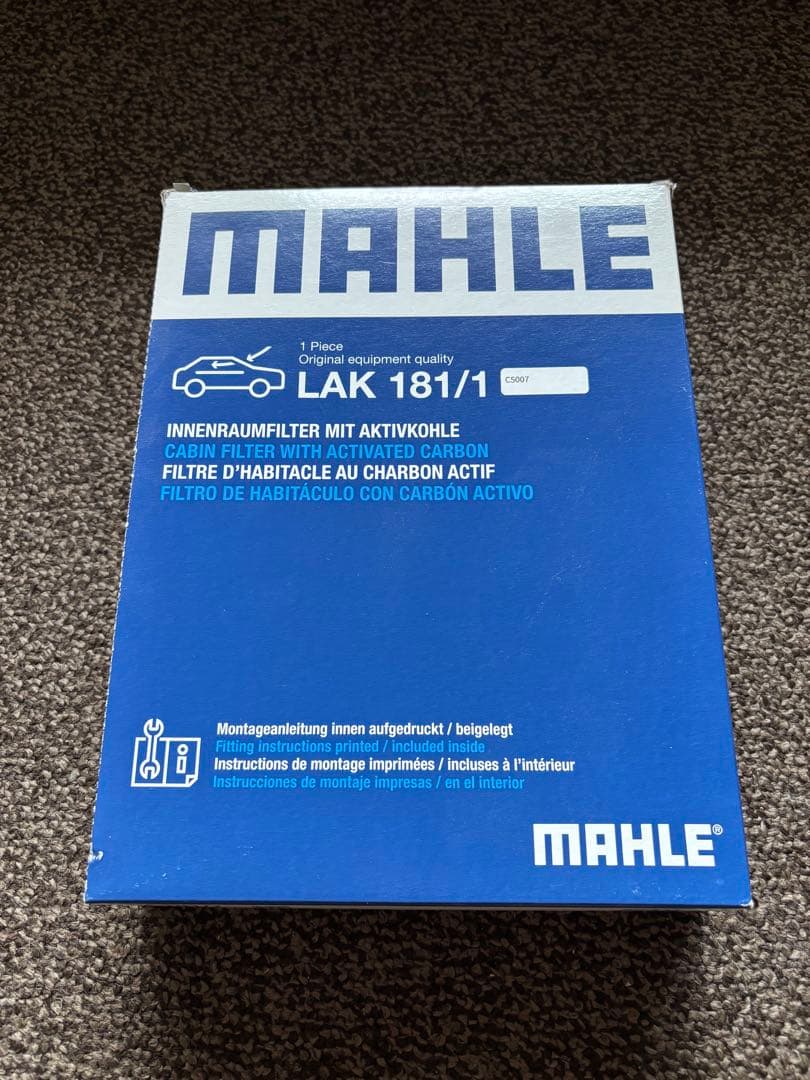 MAHLE
1 Piece
Original equipment quality
LAK 181/1 C5007
INNENRAUMFILTER MIT AKTIVKOHLE
CABIN FILTER WITH ACTIVATED CARBON
FILTRE D'HABITACLE AU CHARBON ACTIF
FILTRO DE HABITÁCULO CON CARBÓN ACTIVO
Montageanleitung innen aufgedruckt / beigelegt
Fitting instructions printed / included inside
Instructions de montage imprimées / incluses à l'intérieur
Instrucciones de montaje impresas / en el interior
MAHLE®